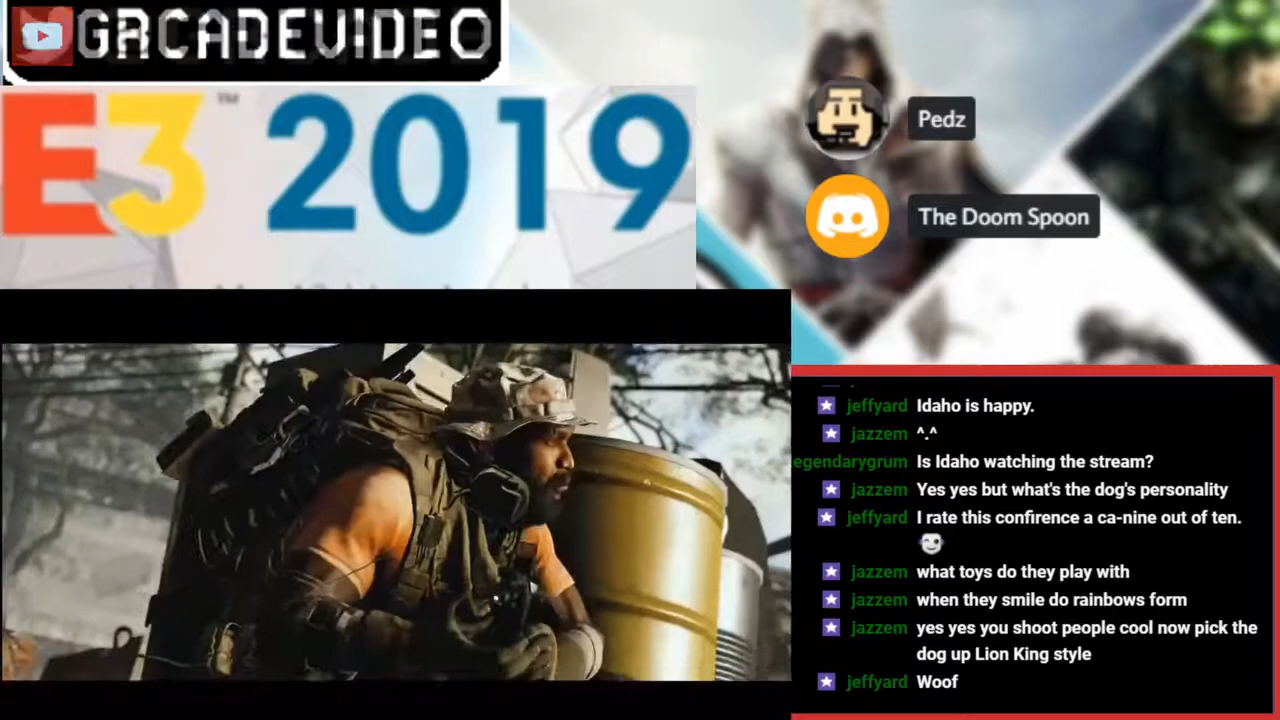 GRCADEVIDEO
E3™ 2019
Pedz
The Doom Spoon
jeffyard Idaho is happy.
jazzem ^.^
egendarygrum Is Idaho watching the stream?
jazzem Yes yes but what's the dog's personality
jeffyard I rate this confirence a ca-nine out of ten.
jazzem what toys do they play with
jazzem when they smile do rainbows form
jazzem yes yes you shoot people cool now pick the
dog up Lion King style
jeffyard Woof